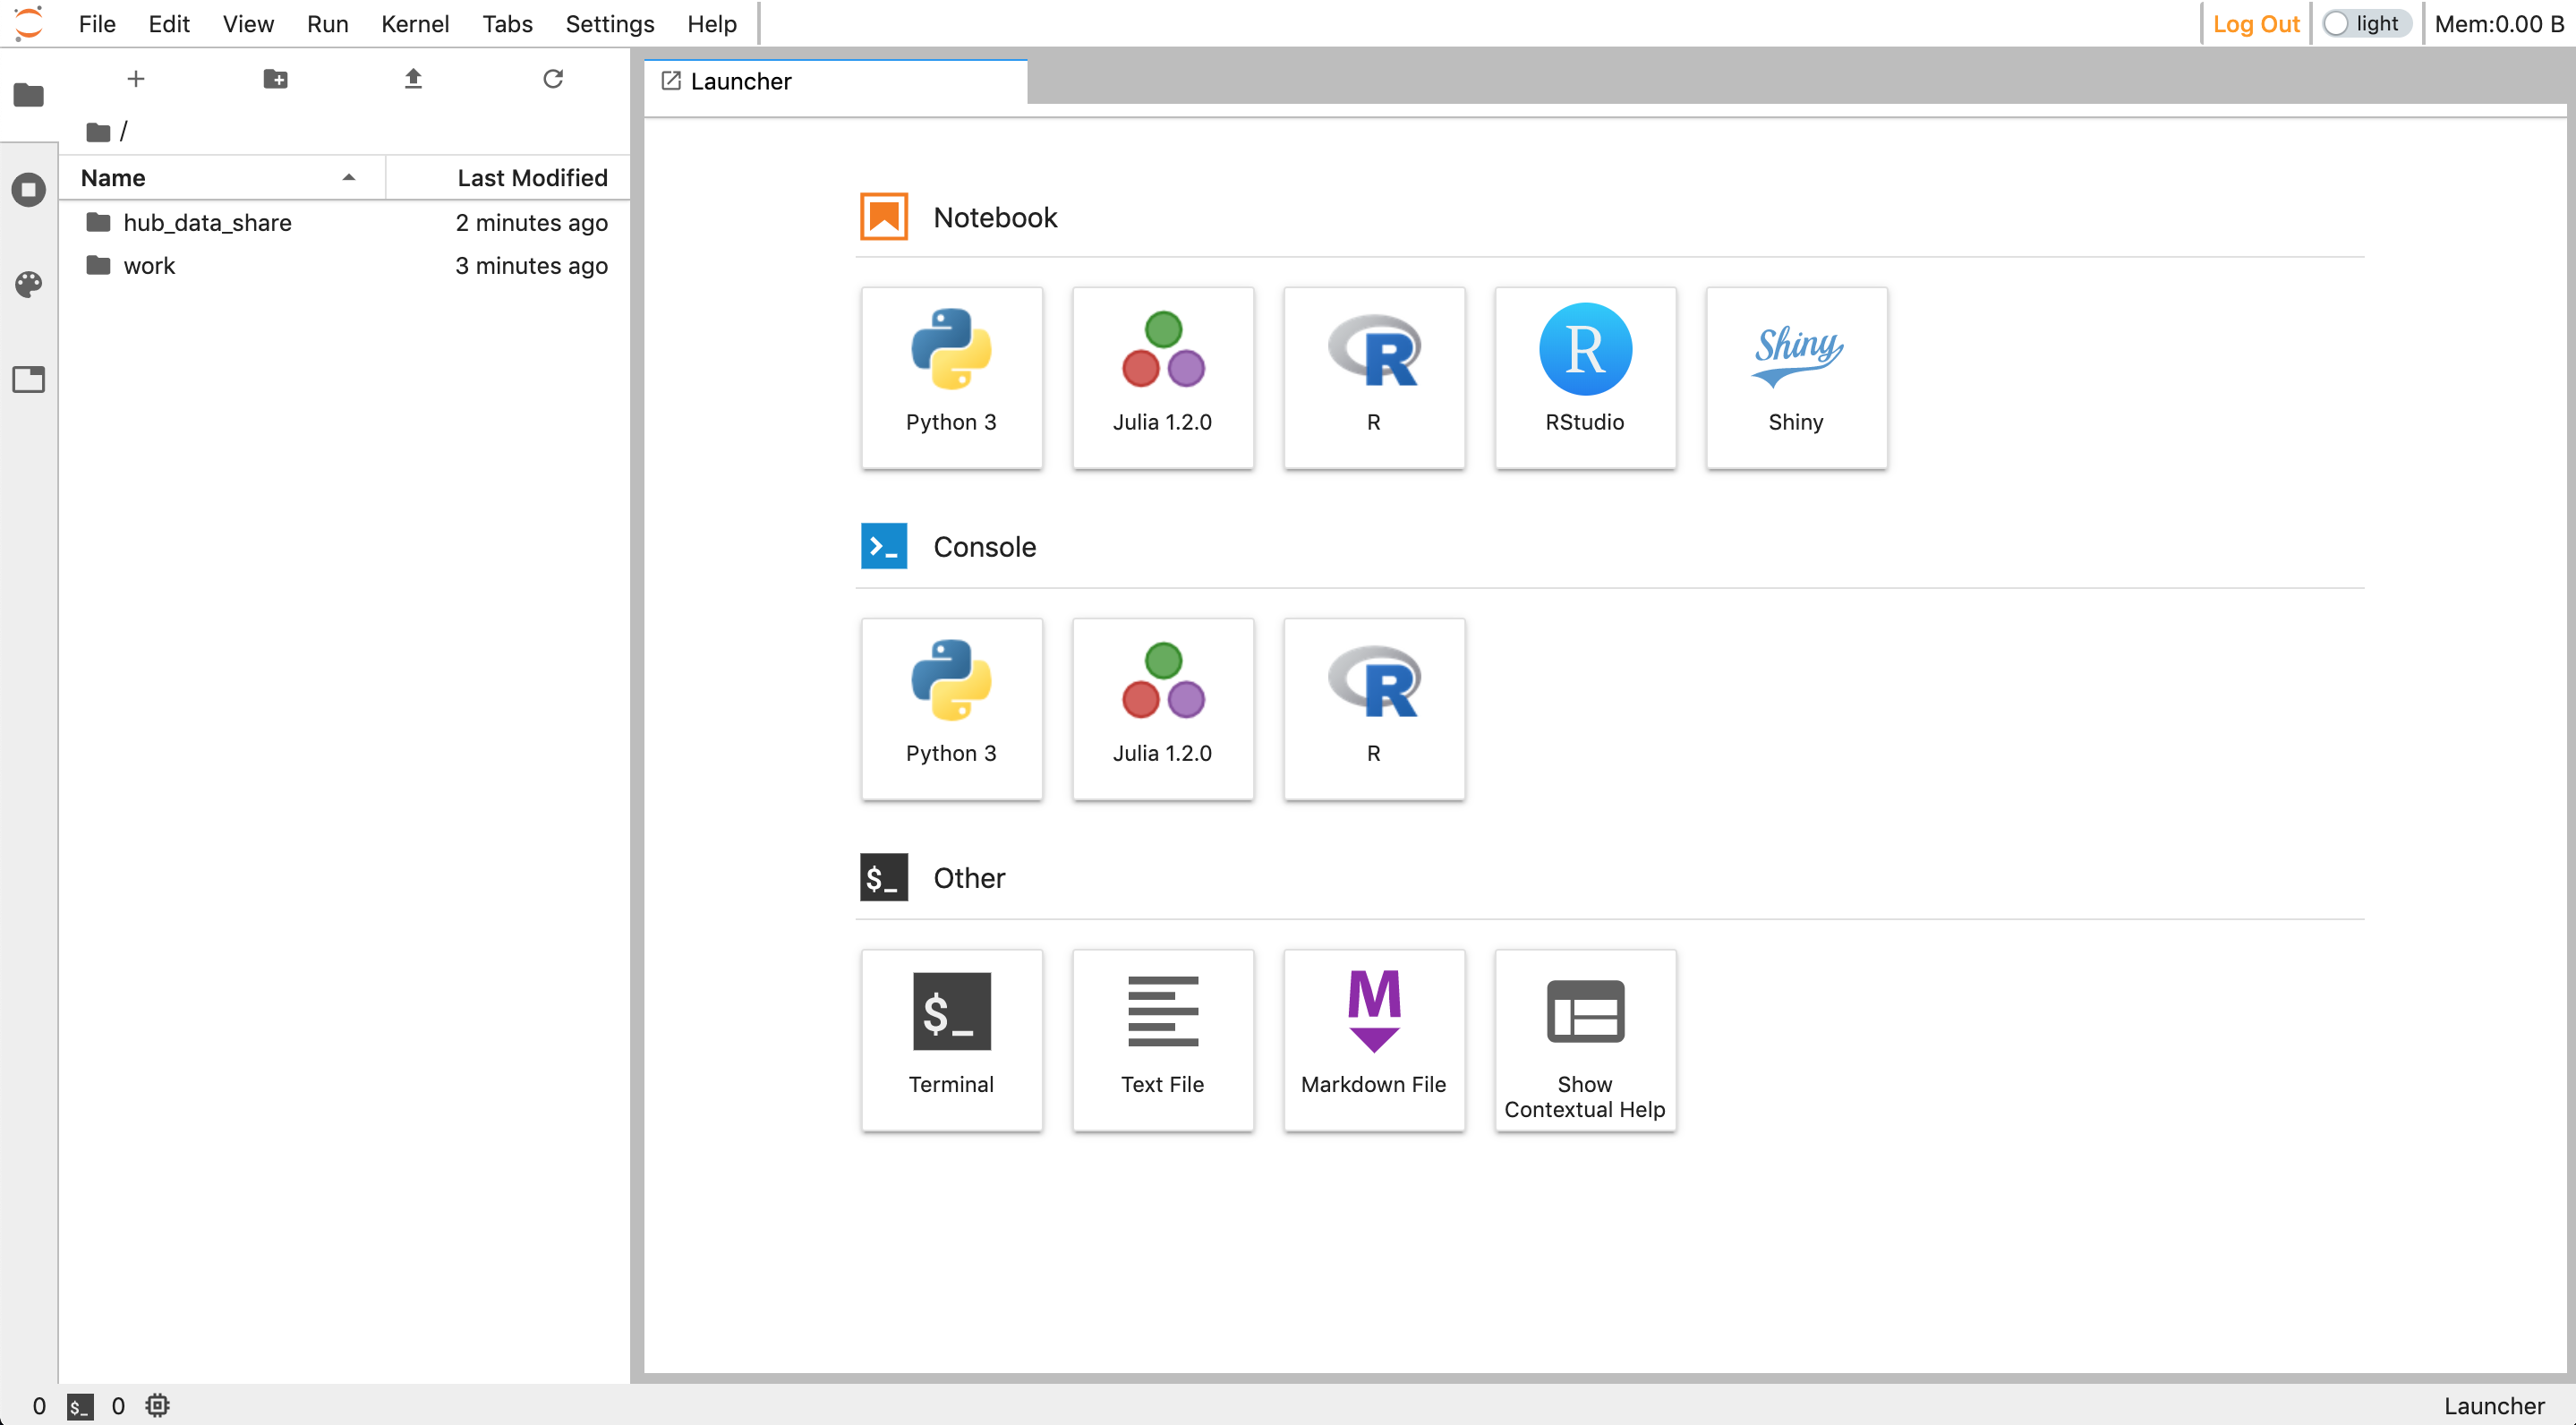 File Edit View Run Kernel Tabs Settings Help
Log Out light Mem:0.00 B
Launcher
/
Name Last Modified
hub_data_share 2 minutes ago
work 3 minutes ago
Notebook
Python 3 Julia 1.2.0 R RStudio Shiny
Console
Python 3 Julia 1.2.0 R
$_ Other
Terminal Text File Markdown File Show
Contextual Help
0 $_ 0 Launcher